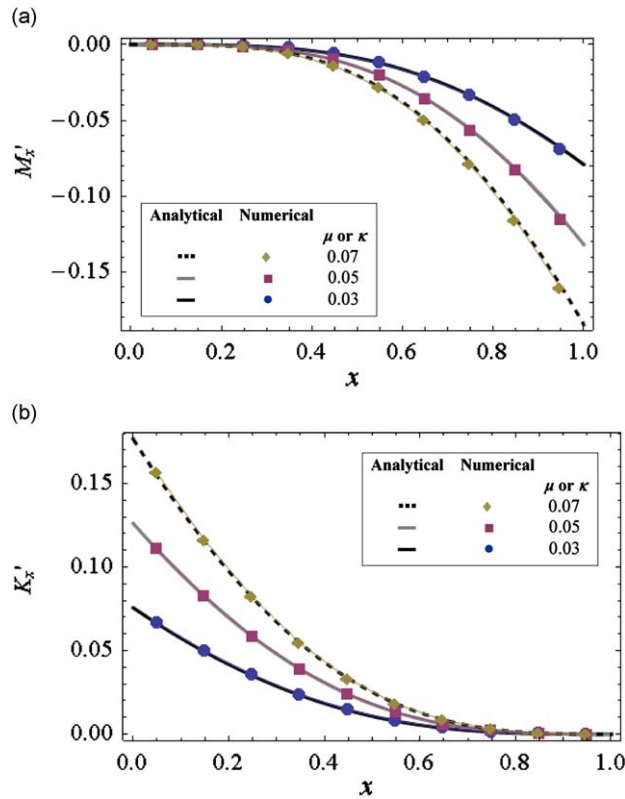 (a)
0.00
−0.05
−0.10
−0.15
M′x
Analytical Numerical
μ or κ
0.07
0.05
0.03
0.0 0.2 0.4 0.6 0.8 1.0
x
(b)
0.15
0.10
0.05
0.00
K′x
Analytical Numerical
μ or κ
0.07
0.05
0.03
0.0 0.2 0.4 0.6 0.8 1.0
x